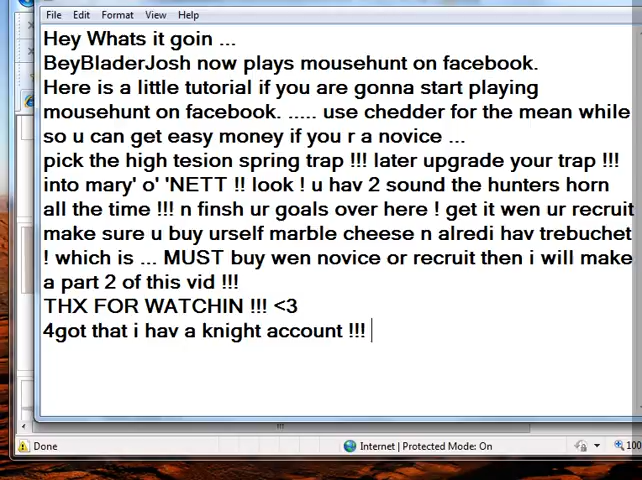 File Edit Format View Help
Hey Whats it goin ...
BeyBladerJosh now plays mousehunt on facebook.
Here is a little tutorial if you are gonna start playing
mousehunt on facebook. ..... use chedder for the mean while
so u can get easy money if you r a novice ...
pick the high tesion spring trap !!! later upgrade your trap !!!
into mary' o' 'NETT !! look ! u hav 2 sound the hunters horn
all the time !!! n finsh ur goals over here ! get it wen ur recruit
make sure u buy urself marble cheese n alredi hav trebuchet
! which is ... MUST buy wen novice or recruit then i will make
a part 2 of this vid !!!
THX FOR WATCHIN !!! <3
4got that i hav a knight account !!!
Done Internet | Protected Mode: On 100